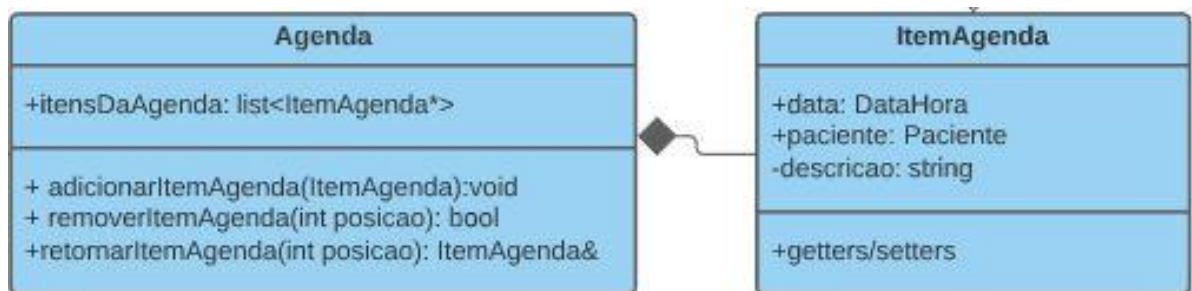 Agenda
+itensDaAgenda: list<ItemAgenda*>
+ adicionarItemAgenda(ItemAgenda):void
+ removerItemAgenda(int posicao): bool
+retornarItemAgenda(int posicao): ItemAgenda&
ItemAgenda
+data: DataHora
+paciente: Paciente
-descricao: string
+getters/setters